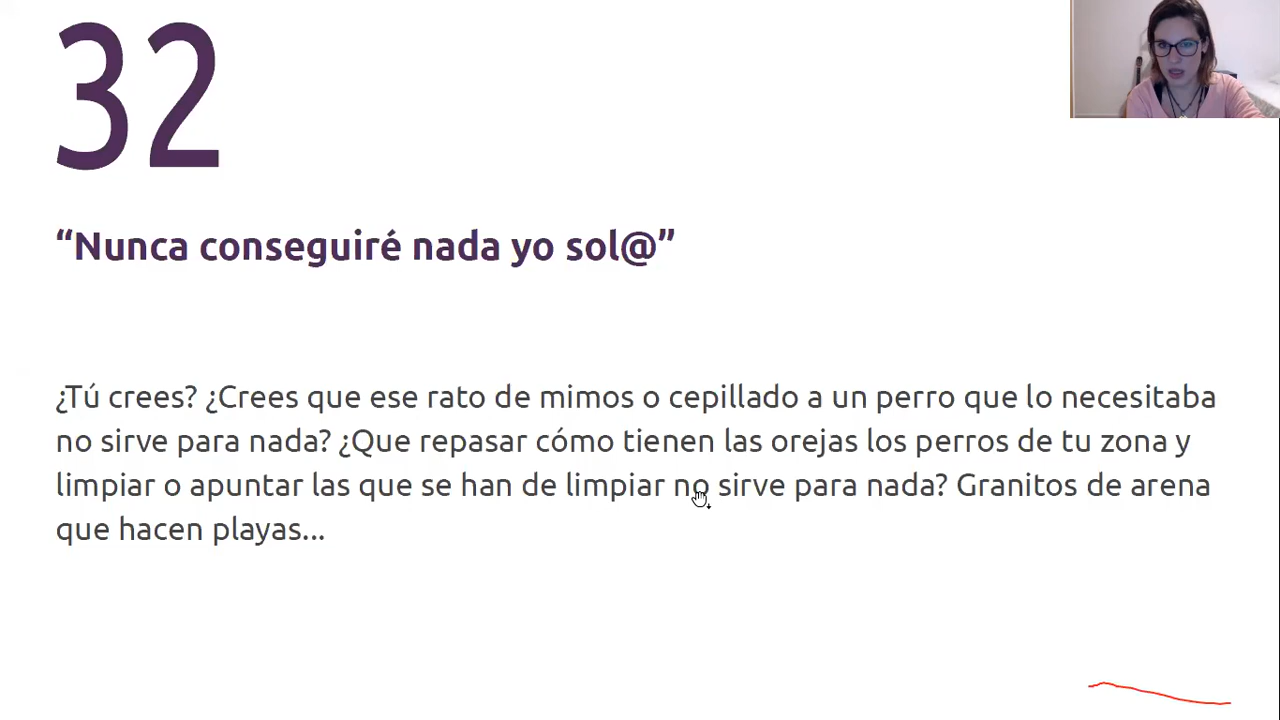 32
“Nunca conseguiré nada yo sol@”
¿Tú crees? ¿Crees que ese rato de mimos o cepillado a un perro que lo necesitaba
no sirve para nada? ¿Que repasar cómo tienen las orejas los perros de tu zona y
limpiar o apuntar las que se han de limpiar no sirve para nada? Granitos de arena
que hacen playas...